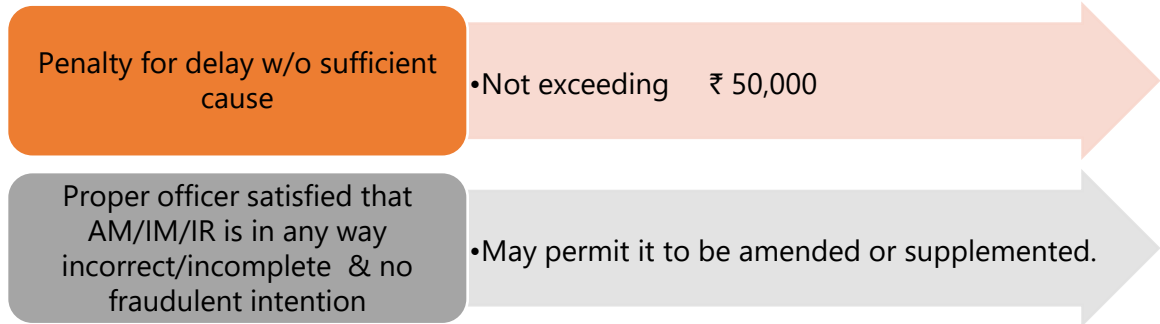 Penalty for delay w/o sufficient
cause
•Not exceeding ₹ 50,000
Proper officer satisfied that
AM/IM/IR is in any way
incorrect/incomplete & no
fraudulent intention
•May permit it to be amended or supplemented.